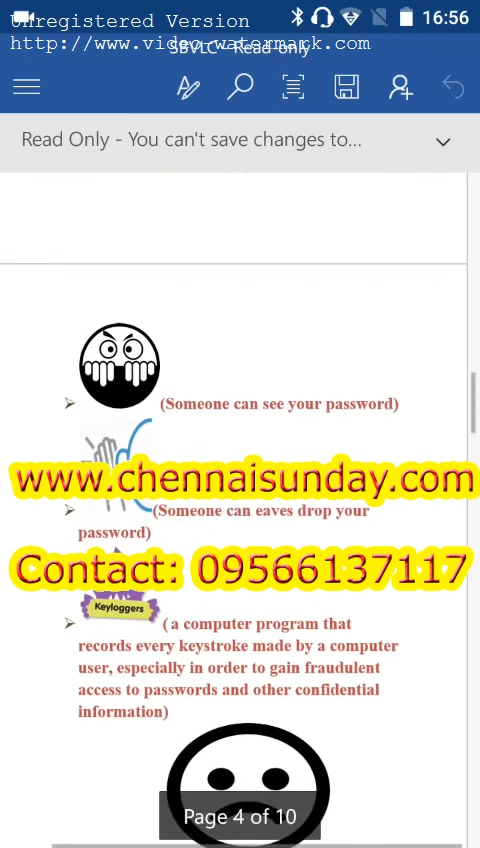 Unregistered Version
16:56
http://www.video-watermark.com
SBVLC - Read-only
Read Only - You can't save changes to...
(Someone can see your password)
www.chennaisunday.com
(Someone can eaves drop your
password)
Contact: 09566137117
Keyloggers
( a computer program that
records every keystroke made by a computer
user, especially in order to gain fraudulent
access to passwords and other confidential
information)
Page 4 of 10